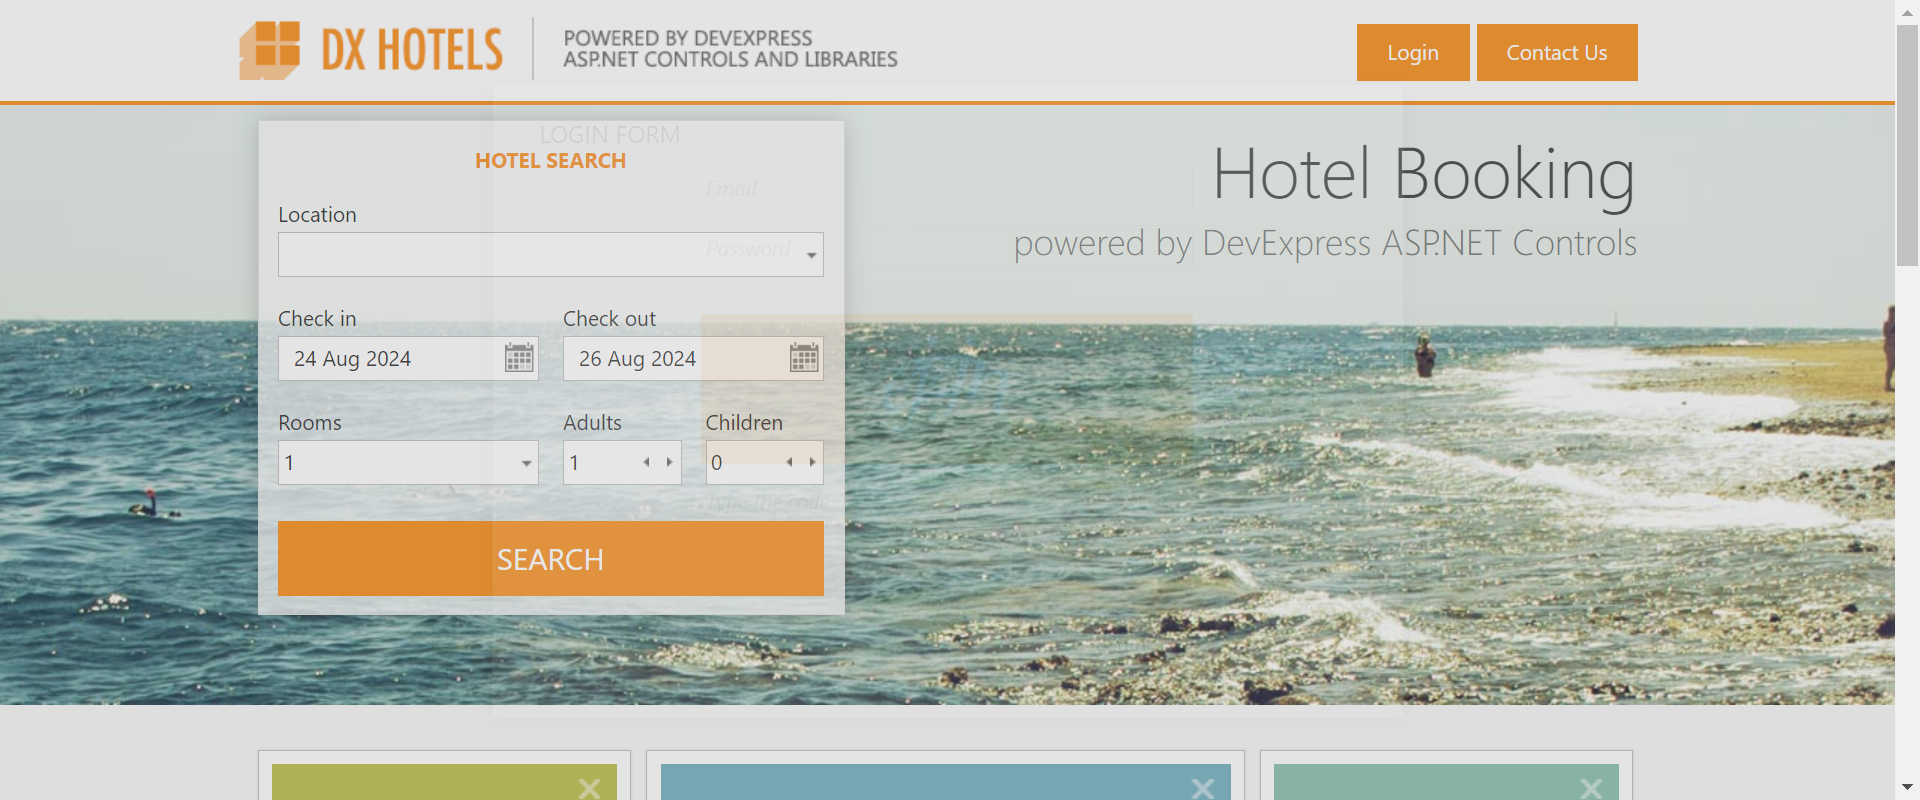 DX HOTELS
POWERED BY DEVEXPRESS
ASP.NET CONTROLS AND LIBRARIES
Login
Contact Us
LOGIN FORM
HOTEL SEARCH
Email
Password
Type the code
Location
Check in
Check out
24 Aug 2024
26 Aug 2024
Rooms
Adults
Children
1
1
0
SEARCH
Hotel Booking
powered by DevExpress ASP.NET Controls